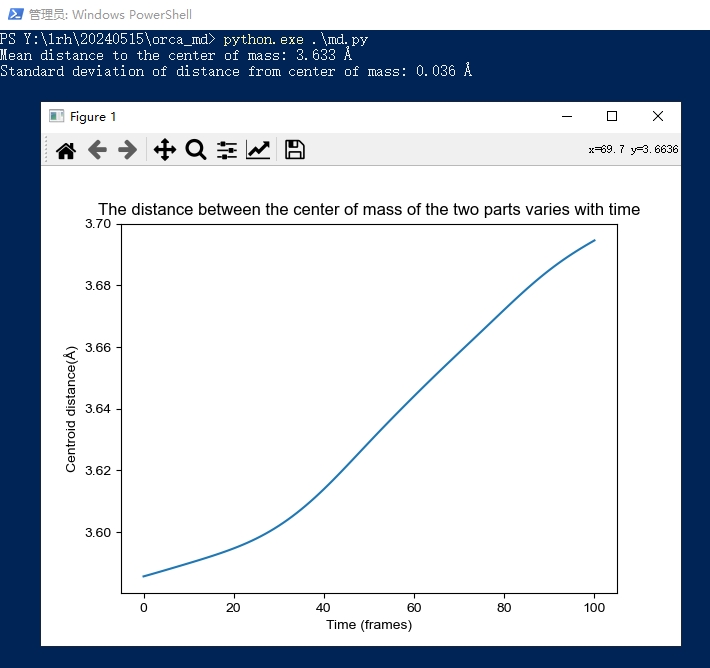 管理员: Windows PowerShell
PS Y:\lrh\20240515\orca_md> python.exe .\md.py
Mean distance to the center of mass: 3.633 Å
Standard deviation of distance from center of mass: 0.036 Å
Figure 1
x=69.7 y=3.6636
The distance between the center of mass of the two parts varies with time
3.70
3.68
3.66
3.64
3.62
3.60
Centroid distance(Å)
0 20 40 60 80 100
Time (frames)